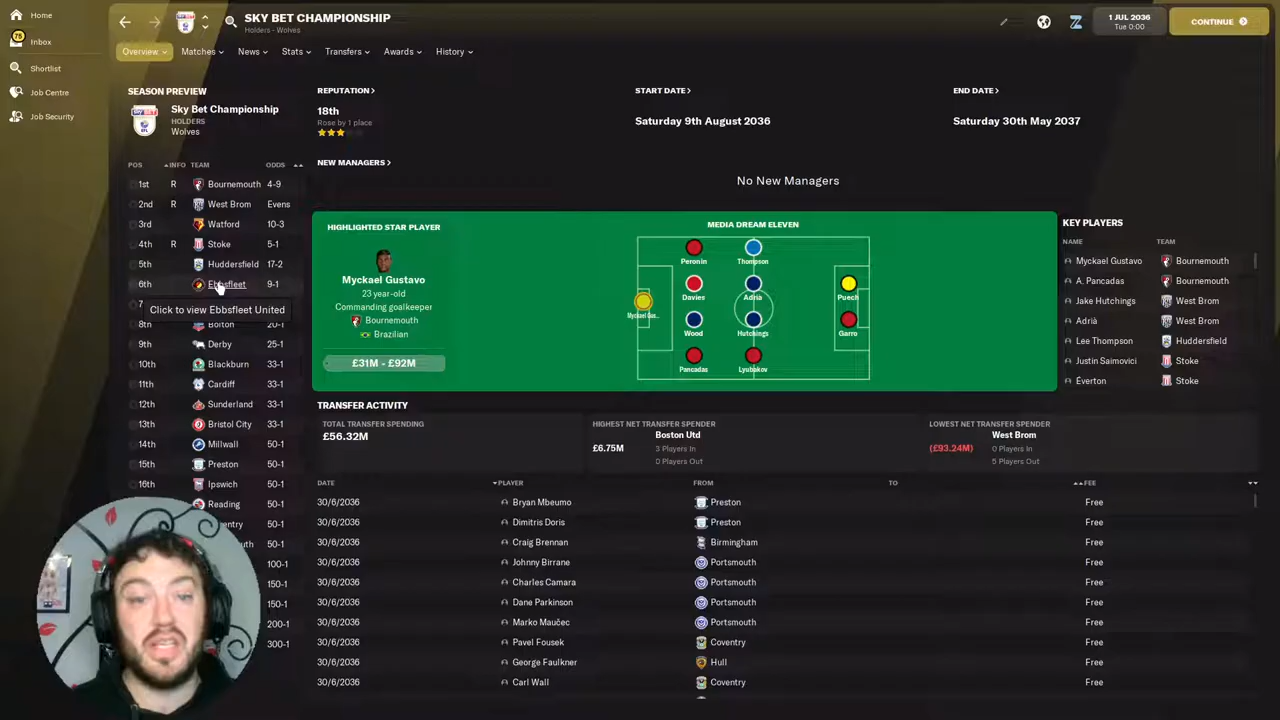 Home
SKY BET CHAMPIONSHIP
Holders - Wolves
1 JUL 2036
Tue 0:00
CONTINUE
76
Inbox
Overview
Matches
News
Stats
Transfers
Awards
History
Shortlist
Job Centre
Job Security
SEASON PREVIEW
Sky Bet Championship
HOLDERS
Wolves
REPUTATION
18th
Rose by 1 place
START DATE
Saturday 9th August 2036
END DATE
Saturday 30th May 2037
NEW MANAGERS
No New Managers
POS INFO TEAM ODDS
1st R Bournemouth 4-9
2nd R West Brom Evens
3rd Watford 10-3
4th R Stoke 5-1
5th Huddersfield 17-2
6th Ebbsfleet 9-1
7
Click to view Ebbsfleet United
8th Bolton 20-1
9th Derby 25-1
10th Blackburn 33-1
11th Cardiff 33-1
12th Sunderland 33-1
13th Bristol City 33-1
14th Millwall 50-1
15th Preston 50-1
16th Ipswich 50-1
Reading 50-1
entry 50-1
uth 50-1
100-1
150-1
150-1
200-1
300-1
HIGHLIGHTED STAR PLAYER
Myckael Gustavo
23 year-old
Commanding goalkeeper
Bournemouth
Brazilian
£31M - £92M
MEDIA DREAM ELEVEN
Peronin
Thompson
Davies
Adrià
Puech
Myckael Gus...
Wood
Hutchings
Garro
Pancadas
Lyubakov
KEY PLAYERS
NAME TEAM
Myckael Gustavo Bournemouth
A. Pancadas Bournemouth
Jake Hutchings West Brom
Adrià West Brom
Lee Thompson Huddersfield
Justin Saimovici Stoke
Éverton Stoke
TRANSFER ACTIVITY
TOTAL TRANSFER SPENDING
£56.32M
HIGHEST NET TRANSFER SPENDER
£6.75M
Boston Utd
3 Players In
0 Players Out
LOWEST NET TRANSFER SPENDER
(£93.24M)
West Brom
0 Players In
5 Players Out
DATE PLAYER FROM TO FEE
30/6/2036 Bryan Mbeumo Preston Free
30/6/2036 Dimitris Doris Preston Free
30/6/2036 Craig Brennan Birmingham Free
30/6/2036 Johnny Birrane Portsmouth Free
30/6/2036 Charles Camara Portsmouth Free
30/6/2036 Dane Parkinson Portsmouth Free
30/6/2036 Marko Maučec Portsmouth Free
30/6/2036 Pavel Fousek Coventry Free
30/6/2036 George Faulkner Hull Free
30/6/2036 Carl Wall Coventry Free